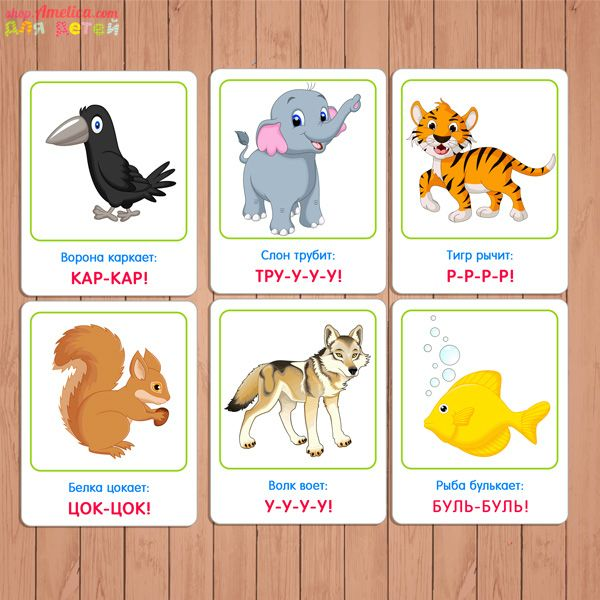 shop.Amelica.com
для детей
Ворона каркает:
КАР-КАР!
Слон трубит:
ТРУ-У-У-У!
Тигр рычит:
Р-Р-Р-Р!
Белка цокает:
ЦОК-ЦОК!
Волк воет:
У-У-У-У!
Рыба булькает:
БУЛЬ-БУЛЬ!